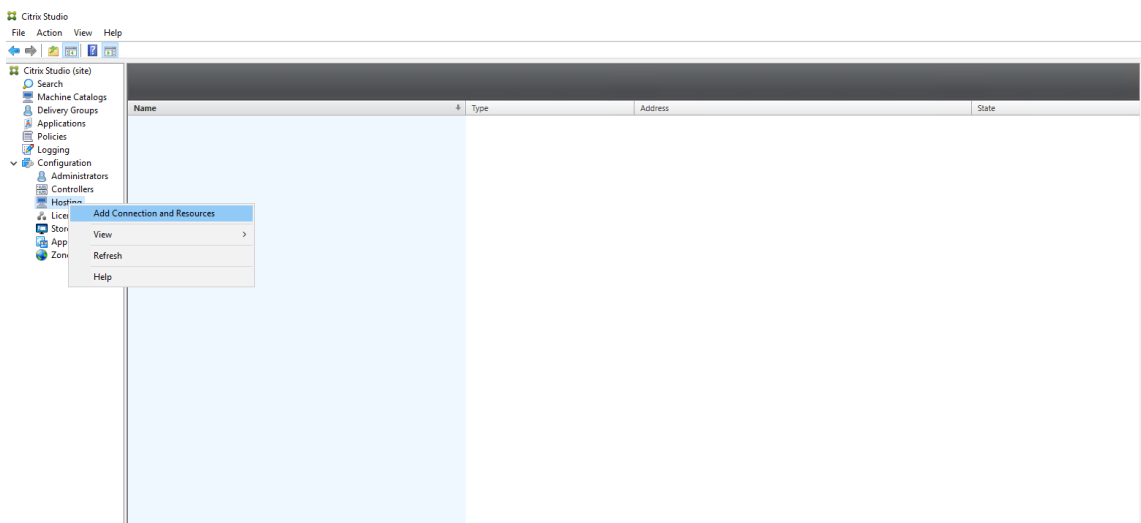 Citrix Studio
File Action View Help
Citrix Studio (site)
Search
Machine Catalogs
Delivery Groups
Applications
Policies
Logging
Configuration
Administrators
Controllers
Hosting
Name Type Address State
Add Connection and Resources
View
Refresh
Help